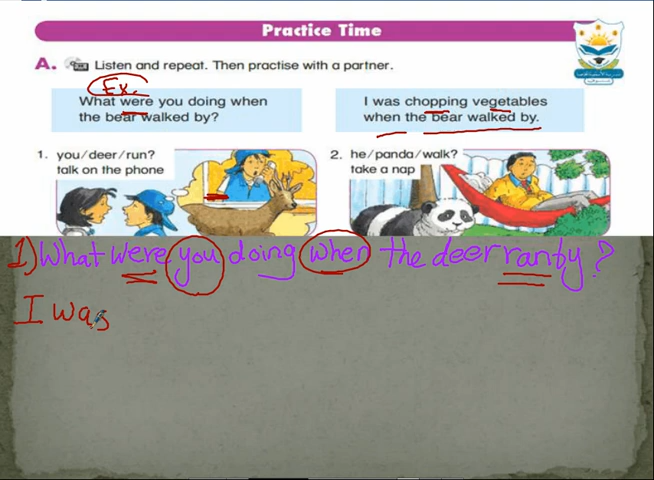 Practice Time
A. Listen and repeat. Then practise with a partner.
Ex.
What were you doing when
the bear walked by?
I was chopping vegetables
when the bear walked by.
1. you/deer/run?
talk on the phone
2. he/panda/walk?
take a nap
1) What were you doing when the deer ran by?
I was